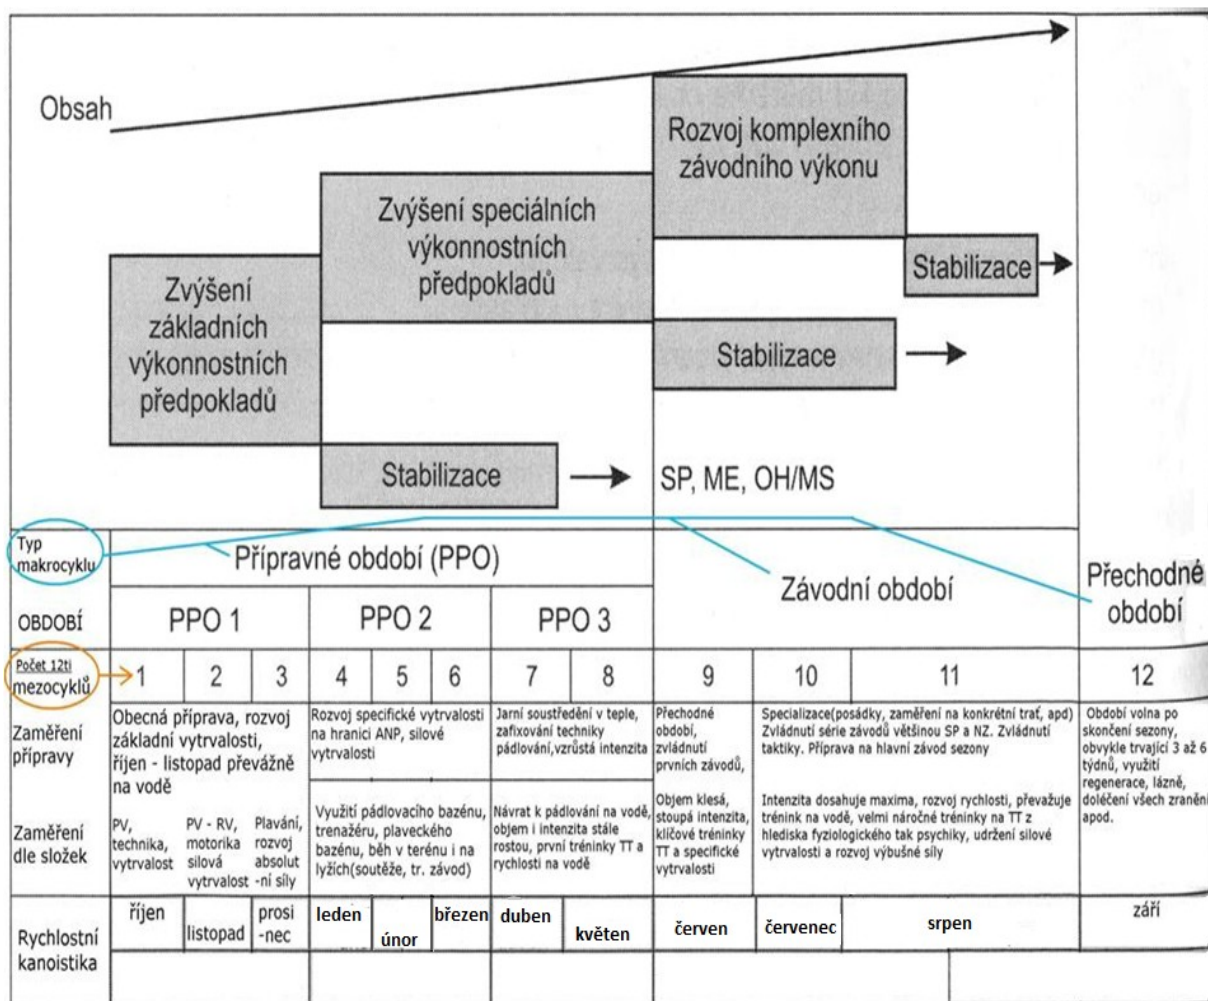 Obsah
Rozvoj komplexního
závodního výkonu
Zvýšení speciálních
výkonnostních
předpokladů
Stabilizace
Zvýšení
základních
výkonnostních
předpokladů
Stabilizace
Stabilizace
SP, ME, OH/MS
Typ
makrocyklu
Přípravné období (PPO)
Závodní období
Přechodné
období
OBDOBÍ
PPO 1
PPO 2
PPO 3
Počet 12ti
mezocyklů
1
2
3
4
5
6
7
8
9
10
11
12
Zaměření
přípravy
Obecná příprava, rozvoj
základní vytrvalosti,
říjen - listopad převážně
na vodě
Rozvoj specifické vytrvalosti
na hranici ANP, silové
vytrvalosti
Jarní soustředění v teple,
zafixování techniky
pádlování,vzrůstá intenzita
Přechodné
období,
zvládnutí
prvních závodů,
Specializace(posádky, zaměření na konkrétní trať, apd)
Zvládnutí série závodů většinou SP a NZ. Zvládnutí
taktiky. Příprava na hlavní závod sezony
Období volna po
skončení sezony,
obvykle trvající 3 až 6
týdnů, využití
regenerace, lázně,
doléčení všech zranění
apod.
Zaměření
dle složek
PV,
technika,
vytrvalost
PV - RV,
motorika
silová
vytrvalost
Plavání,
rozvoj
absolut
-ní síly
Využití pádlovacího bazénu,
trenažéru, plaveckého
bazénu, běh v terénu i na
lyžích(soutěže, tr. závod)
Návrat k pádlování na vodě,
objem i intenzita stále
rostou, první tréninky TT a
rychlosti na vodě
Objem klesá,
stoupá intenzita,
klíčové tréninky
TT a specifické
vytrvalosti
Intenzita dosahuje maxima, rozvoj rychlosti, převažuje
trénink na vodě, velmi náročné tréninky na TT z
hlediska fyziologického tak psychiky, udržení silové
vytrvalosti a rozvoj výbušné síly
Rychlostní
kanoistika
říjen
listopad
prosi
-nec
leden
únor
březen
duben
květen
červen
červenec
srpen
září